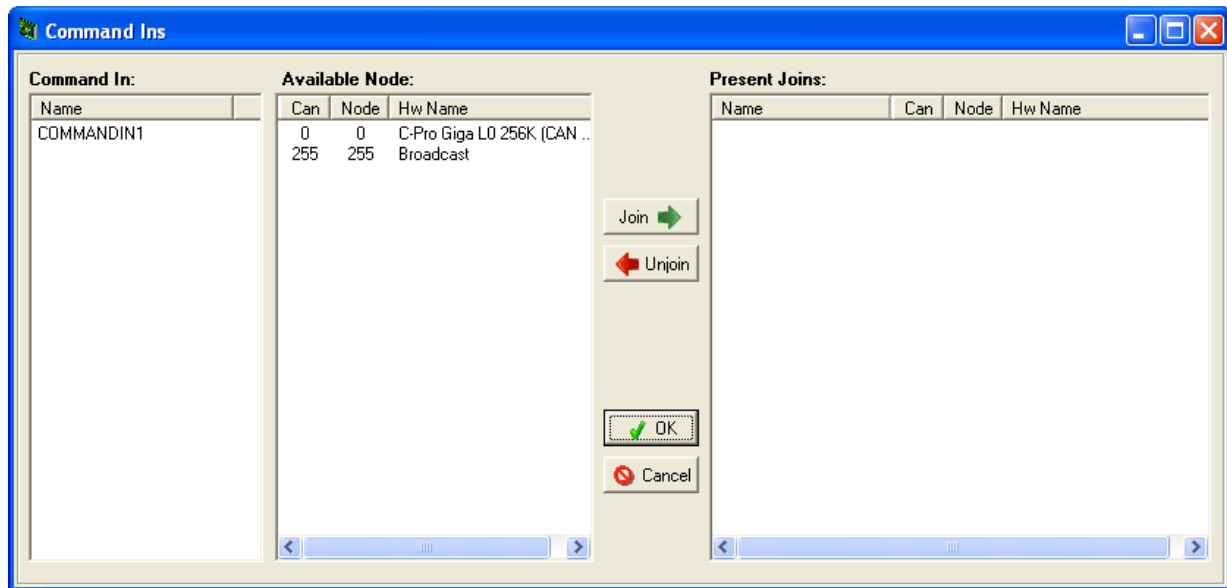 Command Ins
Command In:
Name
COMMANDIN1
Available Node:
Can Node Hw Name
0 0 C-Pro Giga L0 256K (CAN ..
255 255 Broadcast
Join
Unjoin
OK
Cancel
Present Joins:
Name Can Node Hw Name